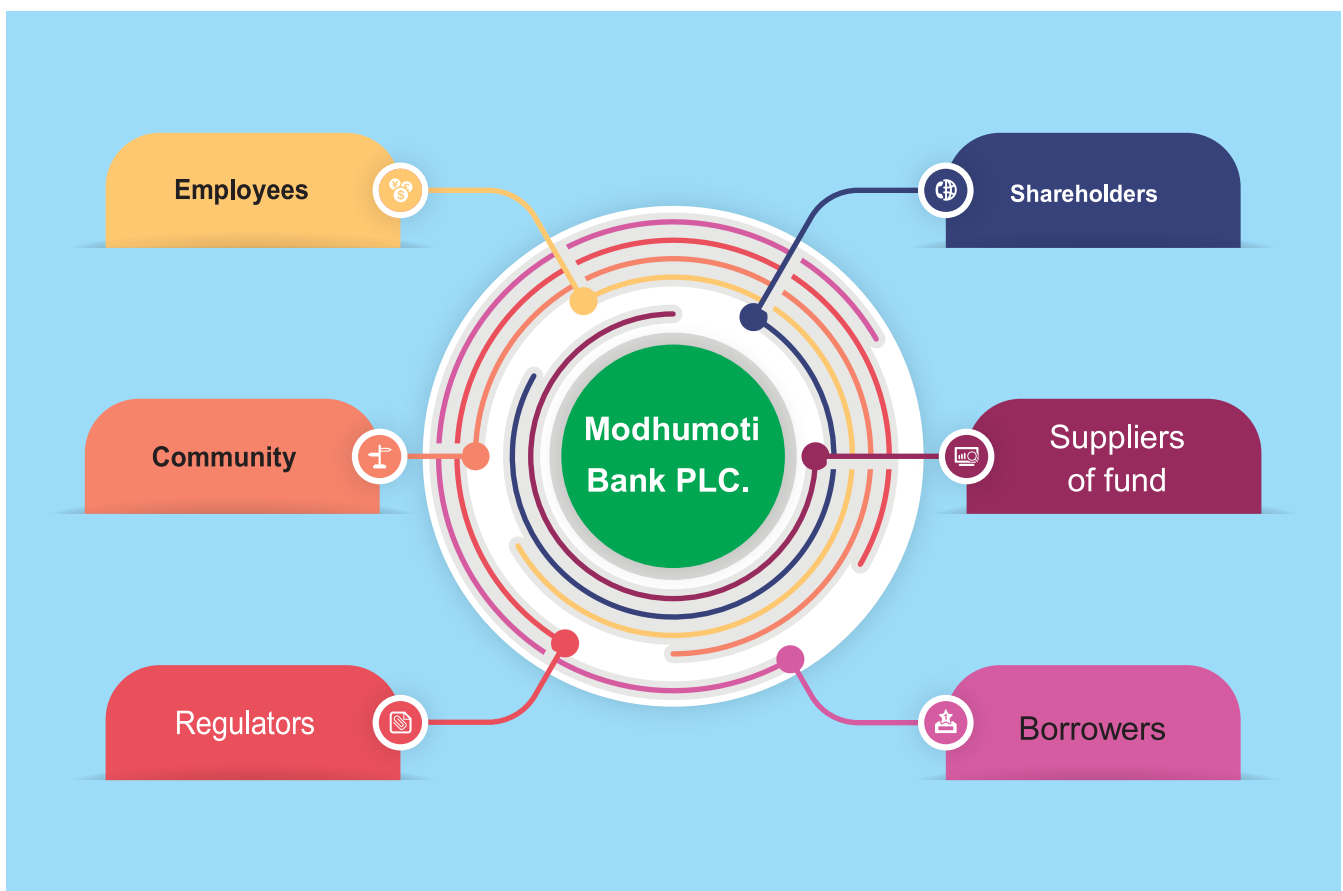 Employees
Shareholders
Modhumoti
Bank PLC.
Community
Suppliers
of fund
Regulators
Borrowers